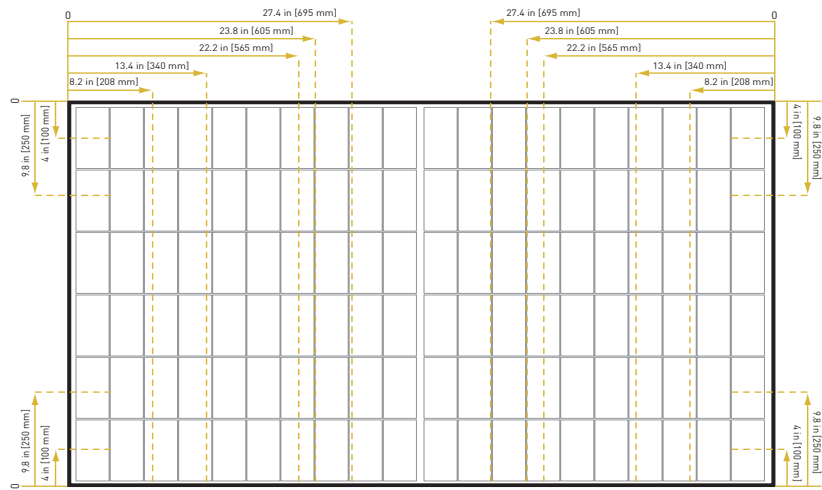 0
27.4 in [695 mm]
27.4 in [695 mm]
0
23.8 in [605 mm]
23.8 in [605 mm]
22.2 in [565 mm]
22.2 in [565 mm]
13.4 in [340 mm]
13.4 in [340 mm]
8.2 in [208 mm]
8.2 in [208 mm]
0
9.8 in [250 mm]
4 in [100 mm]
4 in [100 mm]
9.8 in [250 mm]
9.8 in [250 mm]
4 in [100 mm]
4 in [100 mm]
9.8 in [250 mm]
0